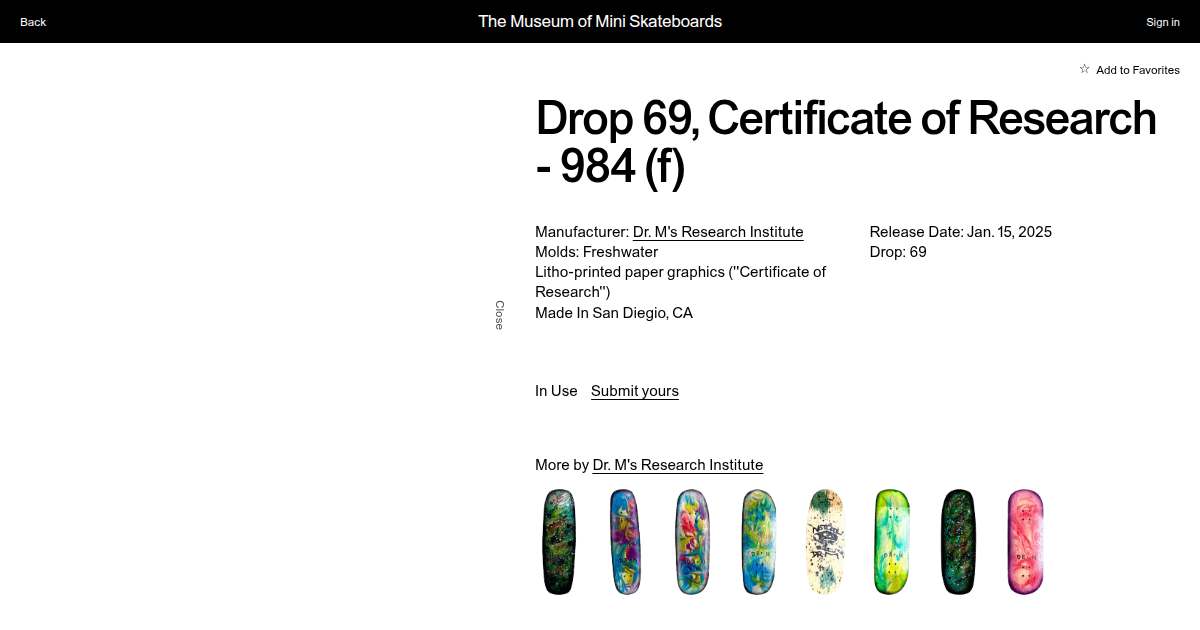 Back
The Museum of Mini Skateboards
Sign in
☆ Add to Favorites
Drop 69, Certificate of Research
- 984 (f)
Manufacturer: Dr. M's Research Institute
Molds: Freshwater
Litho-printed paper graphics ("Certificate of
Research")
Made In San Diegio, CA
Release Date: Jan. 15, 2025
Drop: 69
Close
In Use Submit yours
More by Dr. M's Research Institute